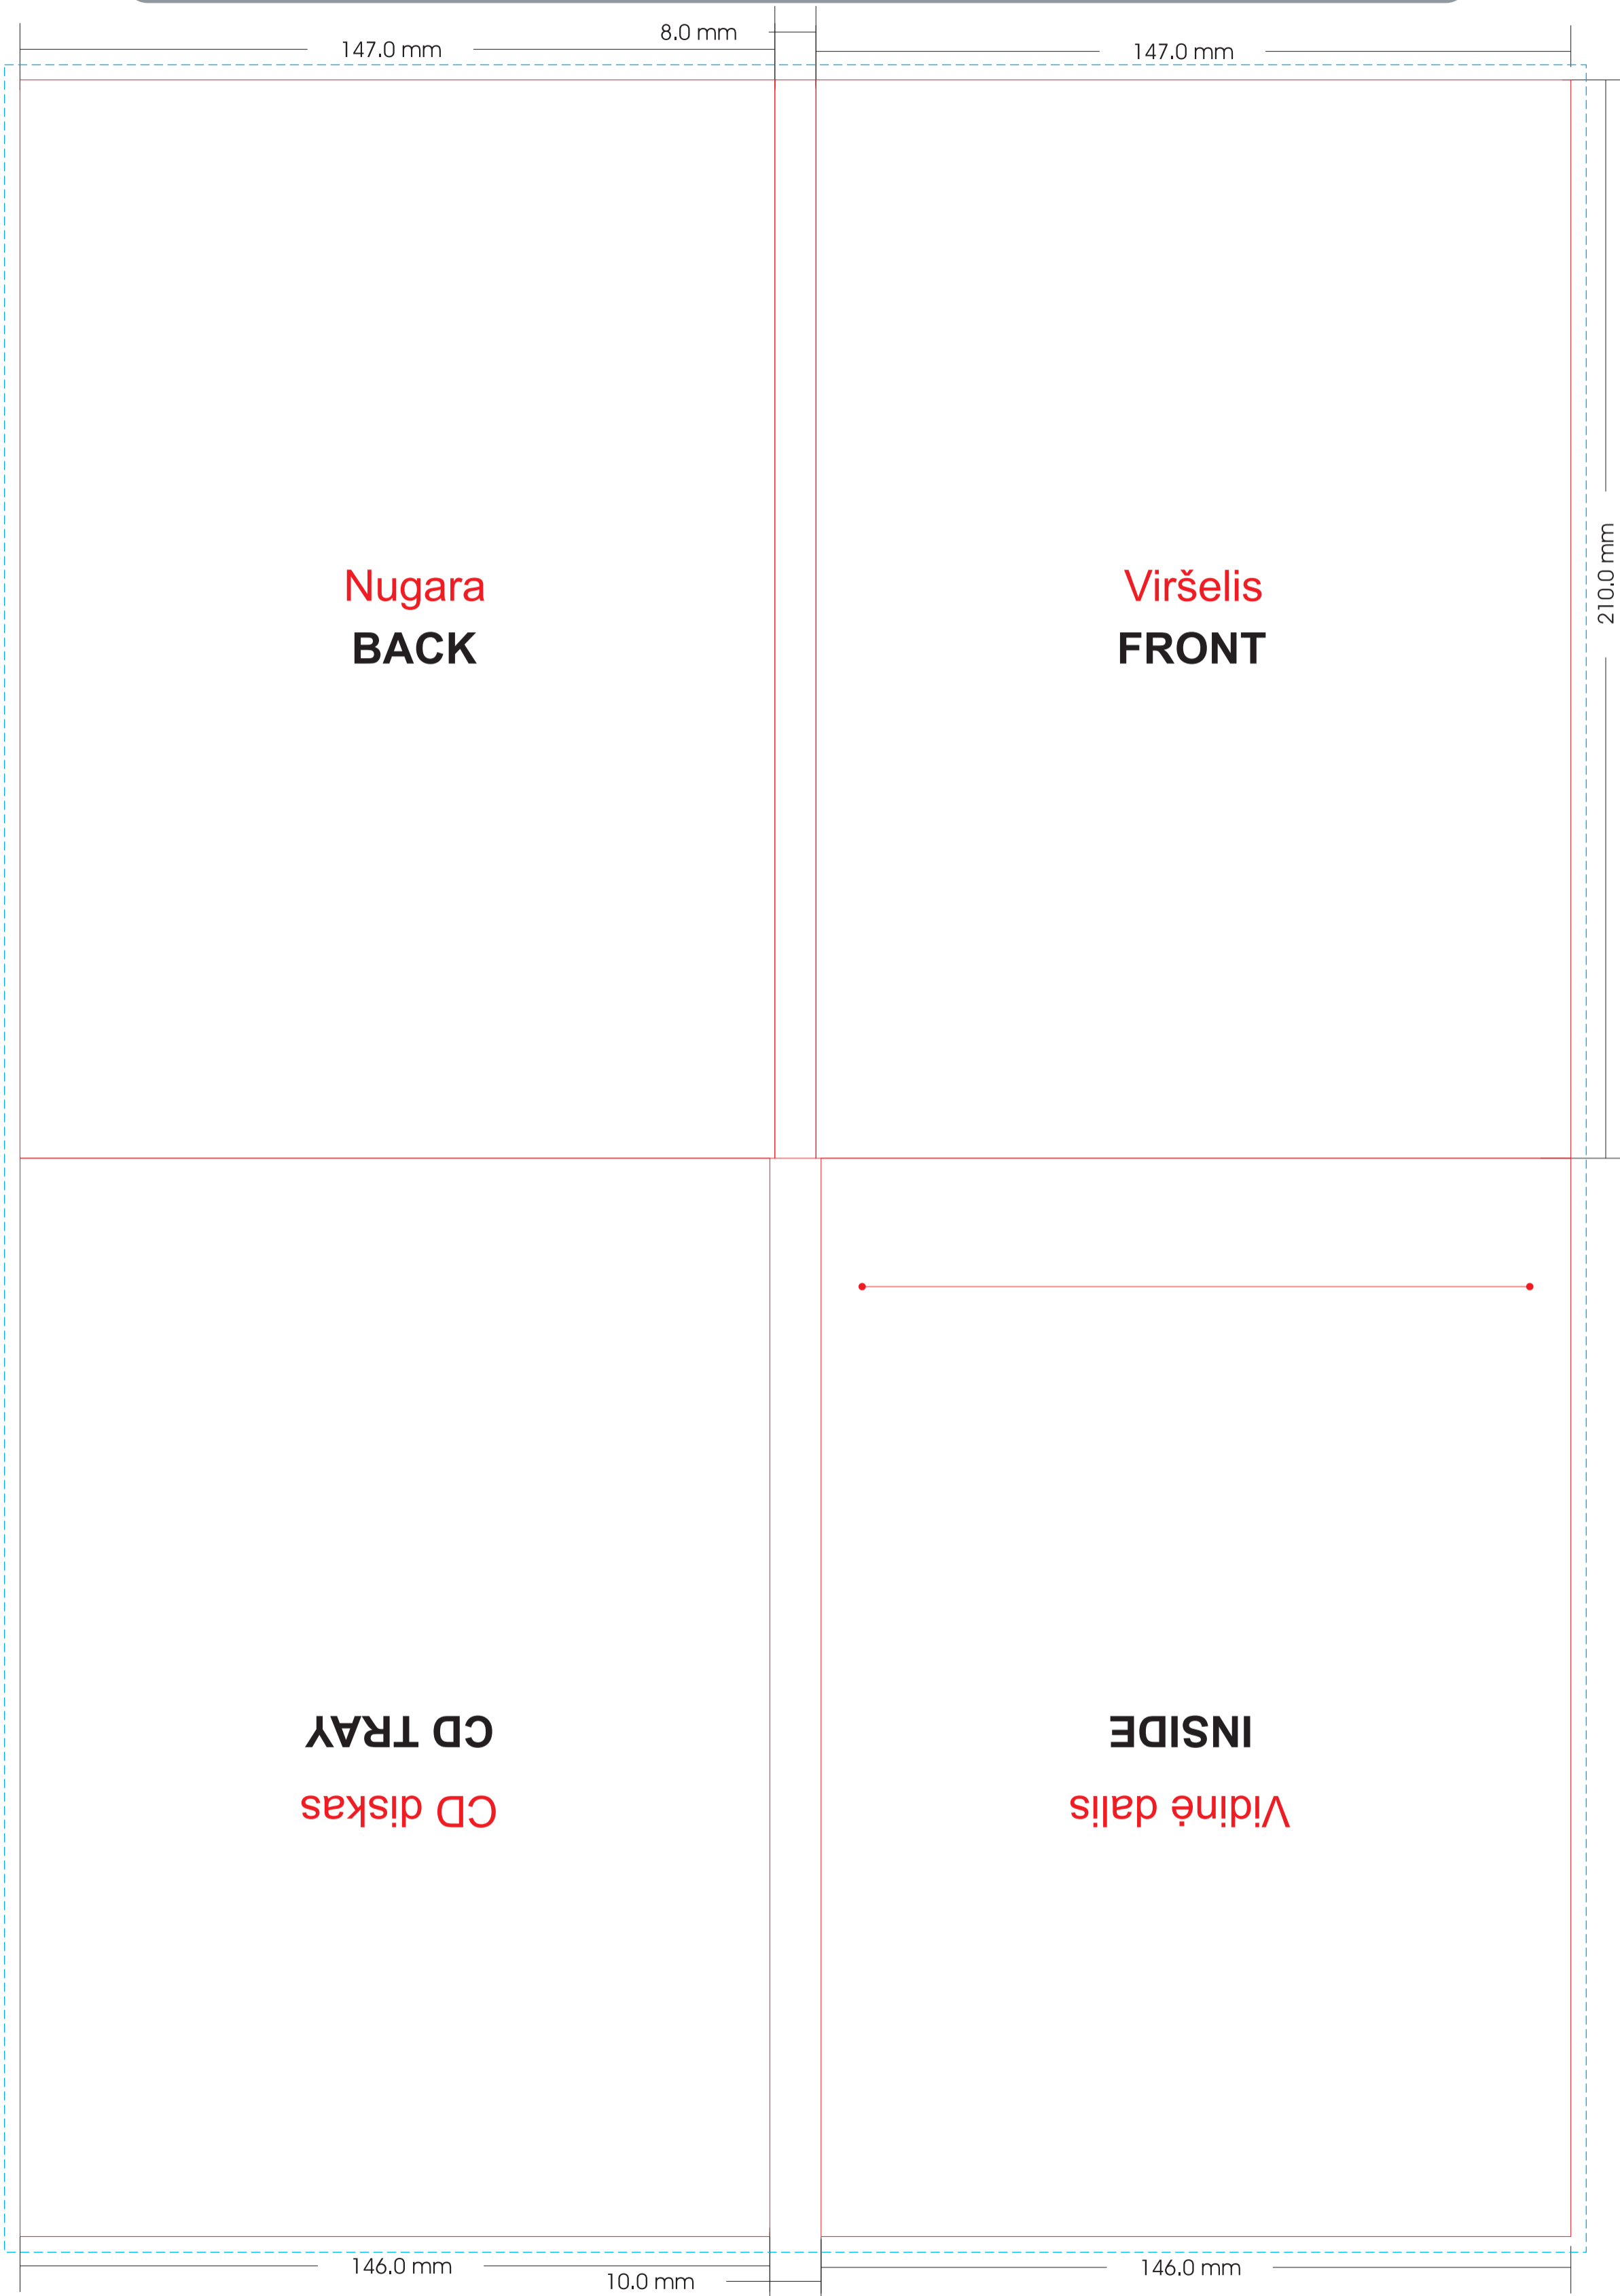 8.0 mm
147.0 mm
147.0 mm
210.0 mm
Nugara
BACK
Viršelis
FRONT
CD TRAY
CD diskas
INSIDE
Vidinė dalis
146.0 mm
146.0 mm
10.0 mm